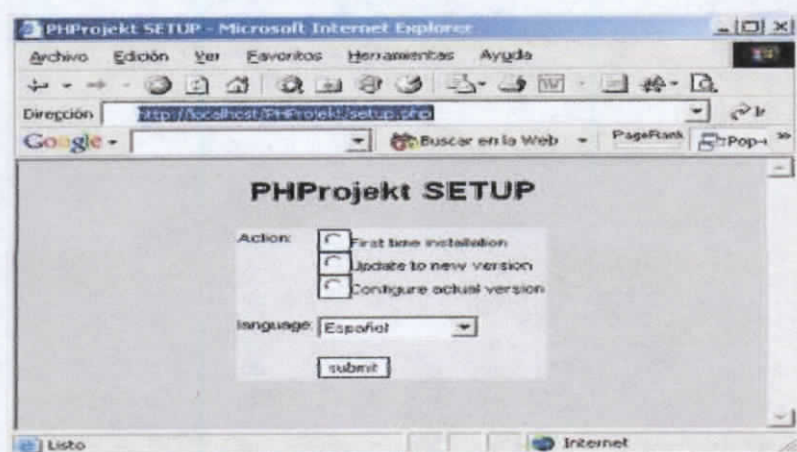 PHProjekt SETUP - Microsoft Internet Explorer
Archivo Edición Ver Favoritos Herramientas Ayuda
Dirección http://localhost/PHProjekt/setup.php Ir
Google Buscar en la Web PageRank Pop-
PHProjekt SETUP
Action: First time installation
Update to new version
Configure actual version
language: Español
submit
Listo Internet